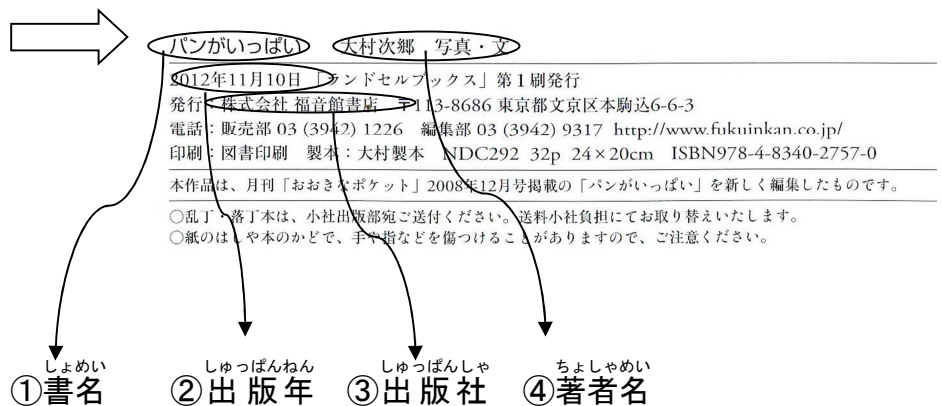 パンがいっぱい 大村次郷 写真・文
2012年11月10日 「ランドセルブックス」第1刷発行
発行:株式会社 福音館書店 〒113-8686 東京都文京区本駒込6-6-3
電話:販売部 03 (3942) 1226 編集部 03 (3942) 9317 http://www.fukuinkan.co.jp/
印刷:図書印刷 製本:大村製本 NDC292 32p 24×20cm ISBN978-4-8340-2757-0
本作品は、月刊「おおきなポケット」2008年12月号掲載の「パンがいっぱい」を新しく編集したものです。
○乱丁・落丁本は、小社出版部宛ご送付ください。送料小社負担にてお取り替えいたします。
○紙のはしや本のかどで、手や指などを傷つけることがありますので、ご注意ください。
しょめい しゅっぱんねん しゅっぱんしゃ ちょしゃめい
①書名 ②出版年 ③出版社 ④著者名